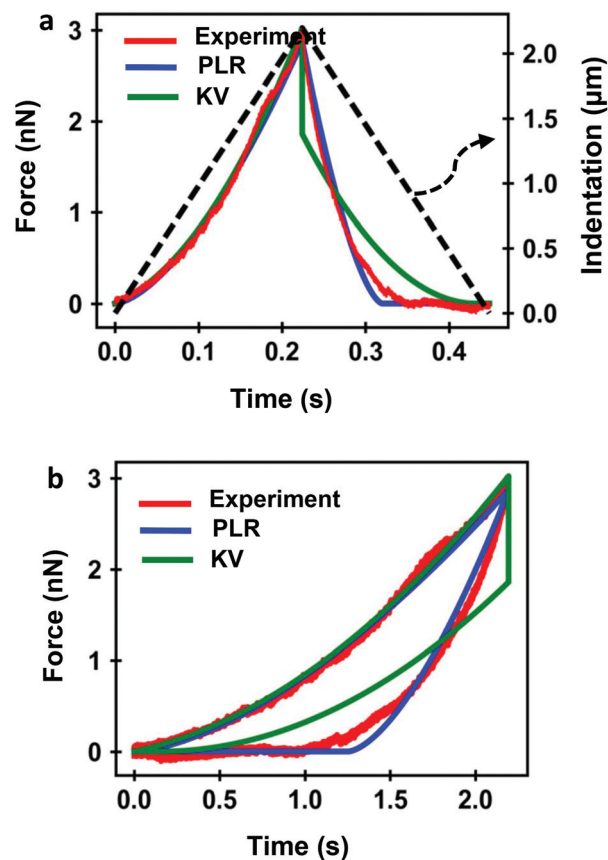 a
Experiment
PLR
KV
Force (nN)
3
2
1
0
Indentation (µm)
2.0
1.5
1.0
0.5
0.0
0.0 0.1 0.2 0.3 0.4
Time (s)
b
Experiment
PLR
KV
Force (nN)
3
2
1
0
0.0 0.5 1.0 1.5 2.0
Time (s)